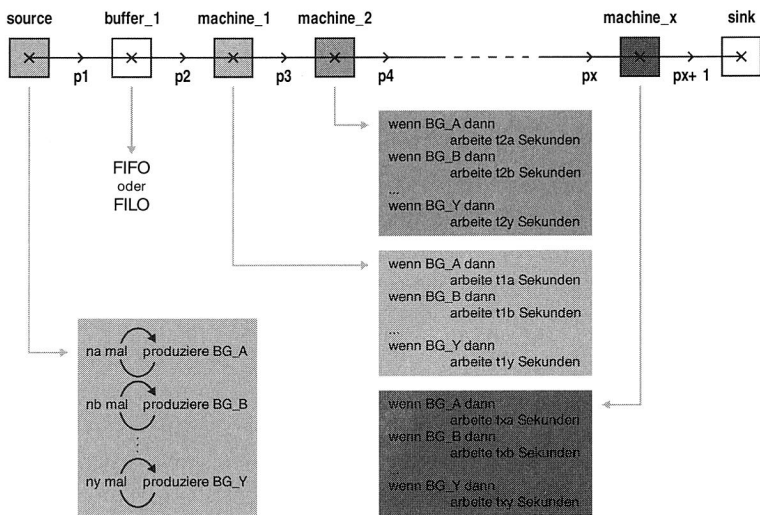 source buffer_1 machine_1 machine_2 machine_x sink
p1 p2 p3 p4 px px+ 1
FIFO
oder
FILO
wenn BG_A dann
arbeite t2a Sekunden
wenn BG_B dann
arbeite t2b Sekunden
...
wenn BG_Y dann
arbeite t2y Sekunden
wenn BG_A dann
arbeite t1a Sekunden
wenn BG_B dann
arbeite t1b Sekunden
...
wenn BG_Y dann
arbeite t1y Sekunden
na mal produziere BG_A
nb mal produziere BG_B
⋮
ny mal produziere BG_Y
wenn BG_A dann
arbeite txa Sekunden
wenn BG_B dann
arbeite txb Sekunden
...
wenn BG_Y dann
arbeite txy Sekunden